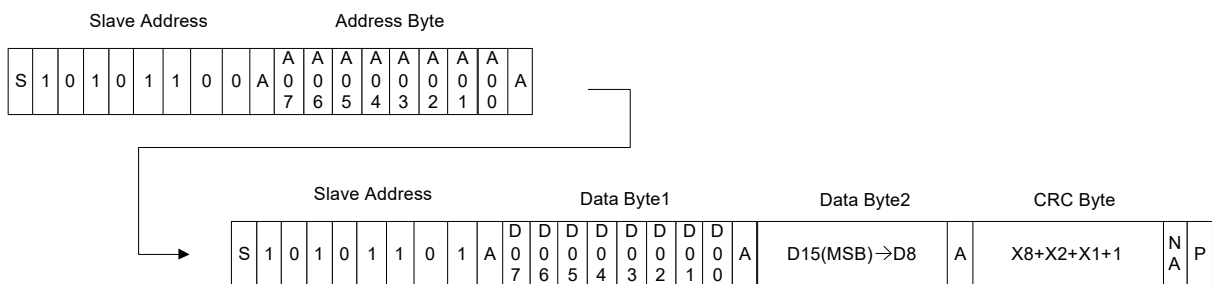 Slave Address Address Byte
S 1 0 1 0 1 1 0 0 A A07 A06 A05 A04 A03 A02 A01 A00 A
Slave Address Data Byte1 Data Byte2 CRC Byte
S 1 0 1 0 1 1 0 1 A D07 D06 D05 D04 D03 D02 D01 D00 A D15(MSB)→D8 A X8+X2+X1+1 NA P